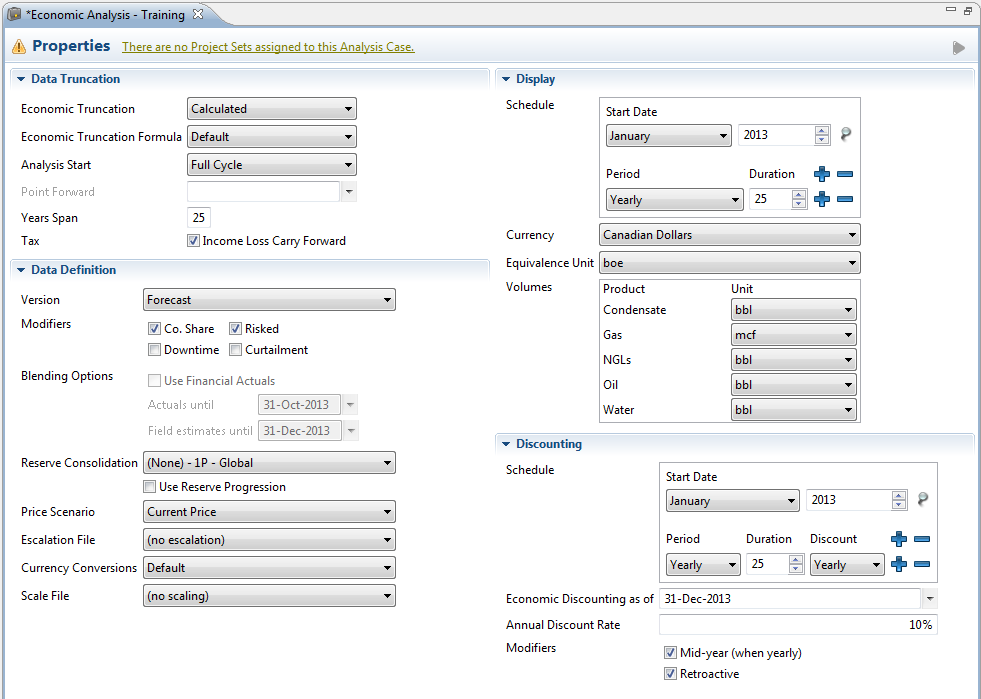 *Economic Analysis - Training
Properties There are no Project Sets assigned to this Analysis Case.
Data Truncation
Economic Truncation Calculated
Economic Truncation Formula Default
Analysis Start Full Cycle
Point Forward
Years Span 25
Tax Income Loss Carry Forward
Data Definition
Version Forecast
Modifiers Co. Share Risked
Downtime Curtailment
Blending Options Use Financial Actuals
Actuals until 31-Oct-2013
Field estimates until 31-Dec-2013
Reserve Consolidation (None) - 1P - Global
Use Reserve Progression
Price Scenario Current Price
Escalation File (no escalation)
Currency Conversions Default
Scale File (no scaling)
Display
Schedule
Start Date
January 2013
Period Duration
Yearly 25
Currency Canadian Dollars
Equivalence Unit boe
Volumes
Product Unit
Condensate bbl
Gas mcf
NGLs bbl
Oil bbl
Water bbl
Discounting
Schedule
Start Date
January 2013
Period Duration Discount
Yearly 25 Yearly
Economic Discounting as of 31-Dec-2013
Annual Discount Rate 10%
Modifiers Mid-year (when yearly)
Retroactive